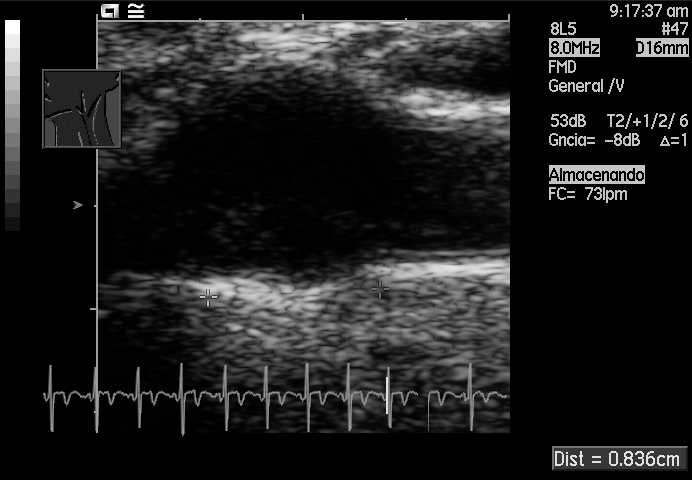 9:17:37 am
8L5 #47
8.0MHz D16mm
FMD
General /V
53dB T2/+1/2/ 6
Gncia= -8dB Δ=1
Almacenando
FC= 73lpm
Dist = 0.836cm